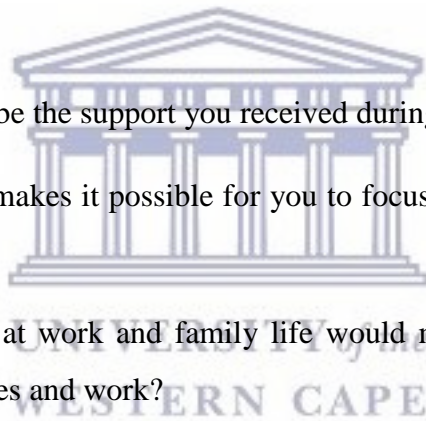 be the support you received during
makes it possible for you to focus
at work and family life would
UNIVERSITY of the
es and work?
WESTERN CAPE